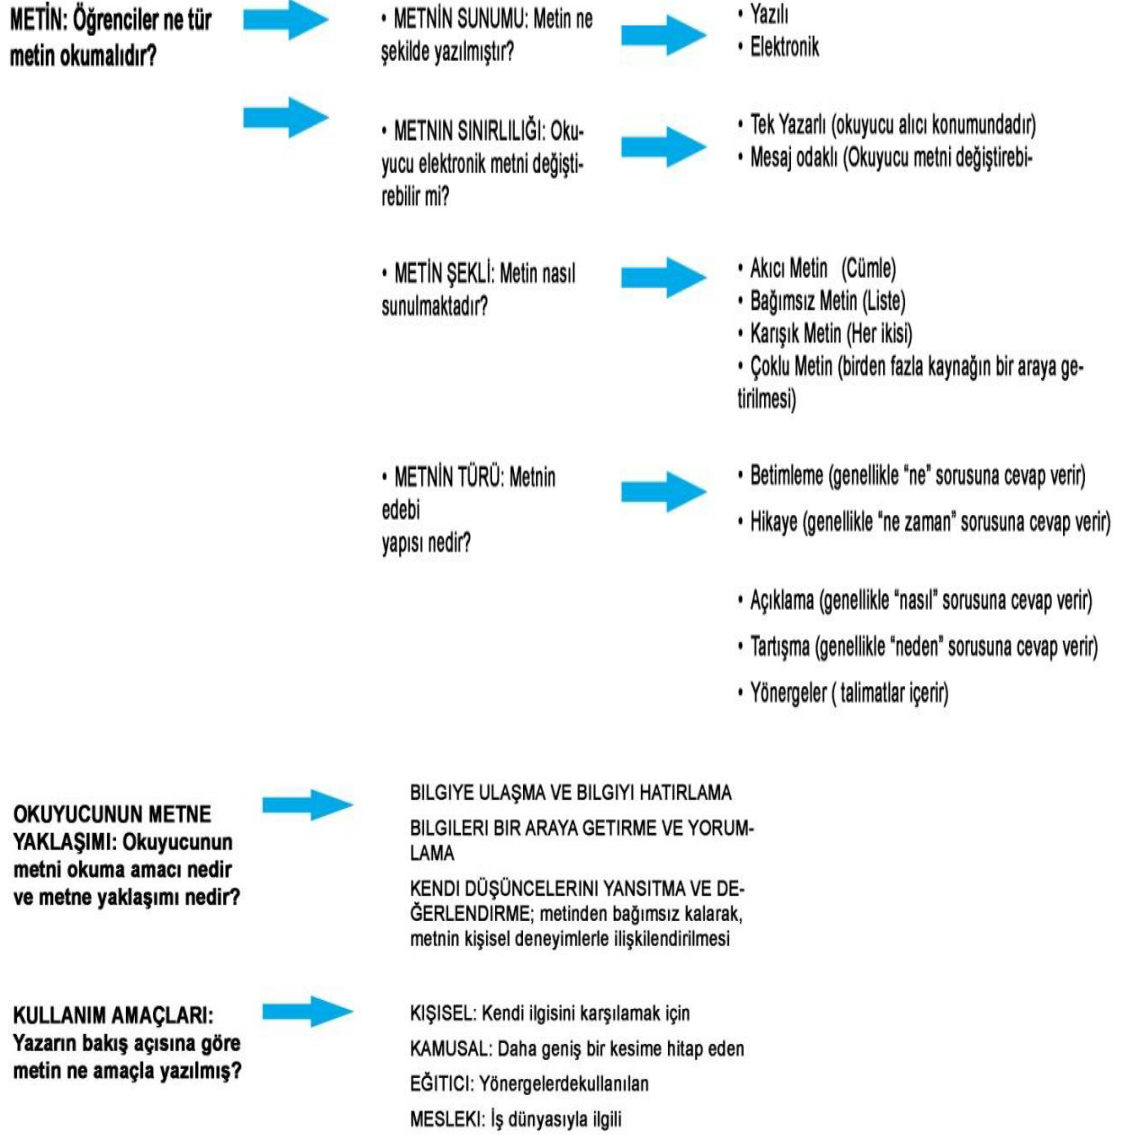 METİN: Öğrenciler ne tür
metin okumalıdır?
• METNİN SUNUMU: Metin ne
şekilde yazılmıştır?
• Yazılı
• Elektronik
• METNIN SINIRLILIĞI: Oku-
yucu elektronik metni değişti-
rebilir mi?
• Tek Yazarlı (okuyucu alıcı konumundadır)
• Mesaj odaklı (Okuyucu metni değiştirebi-
• METİN ŞEKLİ: Metin nasıl
sunulmaktadır?
• Akıcı Metin (Cümle)
• Bağımsız Metin (Liste)
• Karışık Metin (Her ikisi)
• Çoklu Metin (birden fazla kaynağın bir araya ge-
tirilmesi)
• METNİN TÜRÜ: Metnin
edebi
yapısı nedir?
• Betimleme (genellikle “ne” sorusuna cevap verir)
• Hikaye (genellikle “ne zaman” sorusuna cevap verir)
• Açıklama (genellikle “nasıl” sorusuna cevap verir)
• Tartışma (genellikle “neden” sorusuna cevap verir)
• Yönergeler ( talimatlar içerir)
OKUYUCUNUN METNE
YAKLAŞIMI: Okuyucunun
metni okuma amacı nedir
ve metne yaklaşımı nedir?
BILGIYE ULAŞMA VE BILGIYI HATIRLAMA
BILGILERI BIR ARAYA GETIRME VE YORUM-
LAMA
KENDI DÜŞÜNCELERINI YANSITMA VE DE-
ĞERLENDIRME; metinden bağımsız kalarak,
metnin kişisel deneyimlerle ilişkilendirilmesi
KULLANIM AMAÇLARI:
Yazarın bakış açısına göre
metin ne amaçla yazılmış?
KIŞISEL: Kendi ilgisini karşılamak için
KAMUSAL: Daha geniş bir kesime hitap eden
EĞITICI: Yönergelerdekullanılan
MESLEKI: İş dünyasıyla ilgili